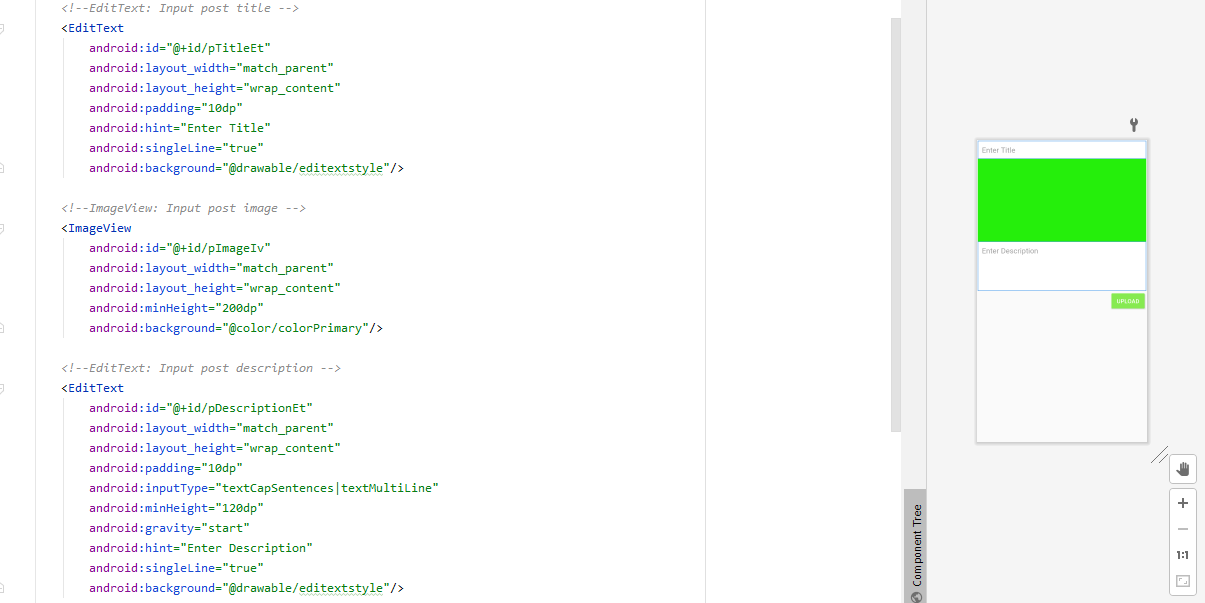 <!--EditText: Input post title -->
<EditText
android:id="@+id/pTitleEt"
android:layout_width="match_parent"
android:layout_height="wrap_content"
android:padding="10dp"
android:hint="Enter Title"
android:singleLine="true"
android:background="@drawable/editextstyle"/>
<!--ImageView: Input post image -->
<ImageView
android:id="@+id/pImageIv"
android:layout_width="match_parent"
android:layout_height="wrap_content"
android:minHeight="200dp"
android:background="@color/colorPrimary"/>
<!--EditText: Input post description -->
<EditText
android:id="@+id/pDescriptionEt"
android:layout_width="match_parent"
android:layout_height="wrap_content"
android:padding="10dp"
android:inputType="textCapSentences|textMultiLine"
android:minHeight="120dp"
android:gravity="start"
android:hint="Enter Description"
android:singleLine="true"
android:background="@drawable/editextstyle"/>
Component Tree
Enter Title
Enter Description
UPLOAD
1:1